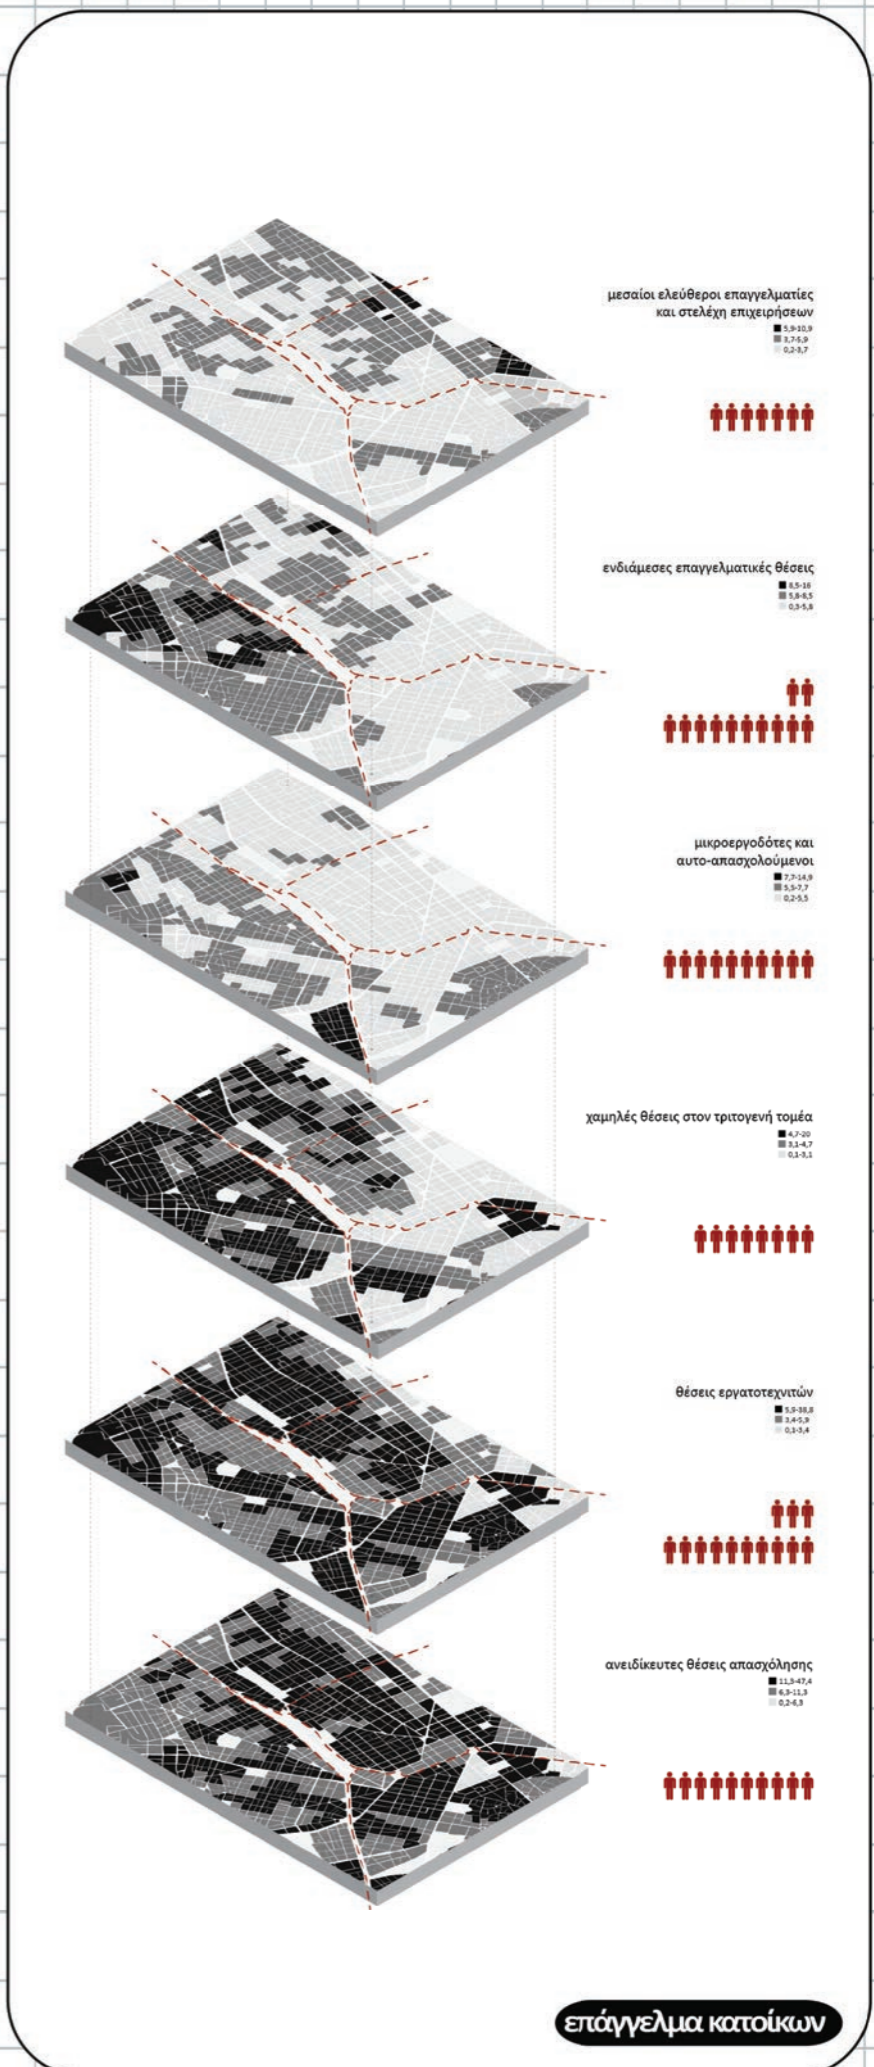 μεσαίοι ελεύθεροι επαγγελματίες
και στελέχη επιχειρήσεων
5,9-10,9
3,7-5,9
0,2-3,7
ενδιάμεσες επαγγελματικές θέσεις
8,5-16
5,8-8,5
0,3-5,8
μικροεργοδότες και
αυτο-απασχολούμενοι
7,7-14,9
5,5-7,7
0,2-5,5
χαμηλές θέσεις στον τριτογενή τομέα
4,7-20
3,1-4,7
0,1-3,1
θέσεις εργατοτεχνιτών
5,9-38,8
3,4-5,9
0,1-3,4
ανειδίκευτες θέσεις απασχόλησης
11,3-47,4
6,3-11,3
0,2-6,3
επάγγελμα κατοίκων